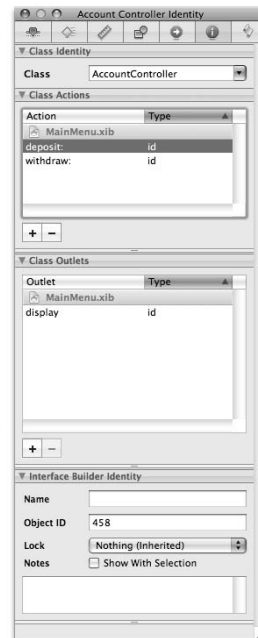 Account Controller Identity
Class Identity
Class AccountController
Class Actions
Action Type
MainMenu.xib
deposit: id
withdraw: id
+ −
Class Outlets
Outlet Type
MainMenu.xib
display id
+ −
Interface Builder Identity
Name
Object ID 458
Lock Nothing (Inherited)
Notes Show With Selection